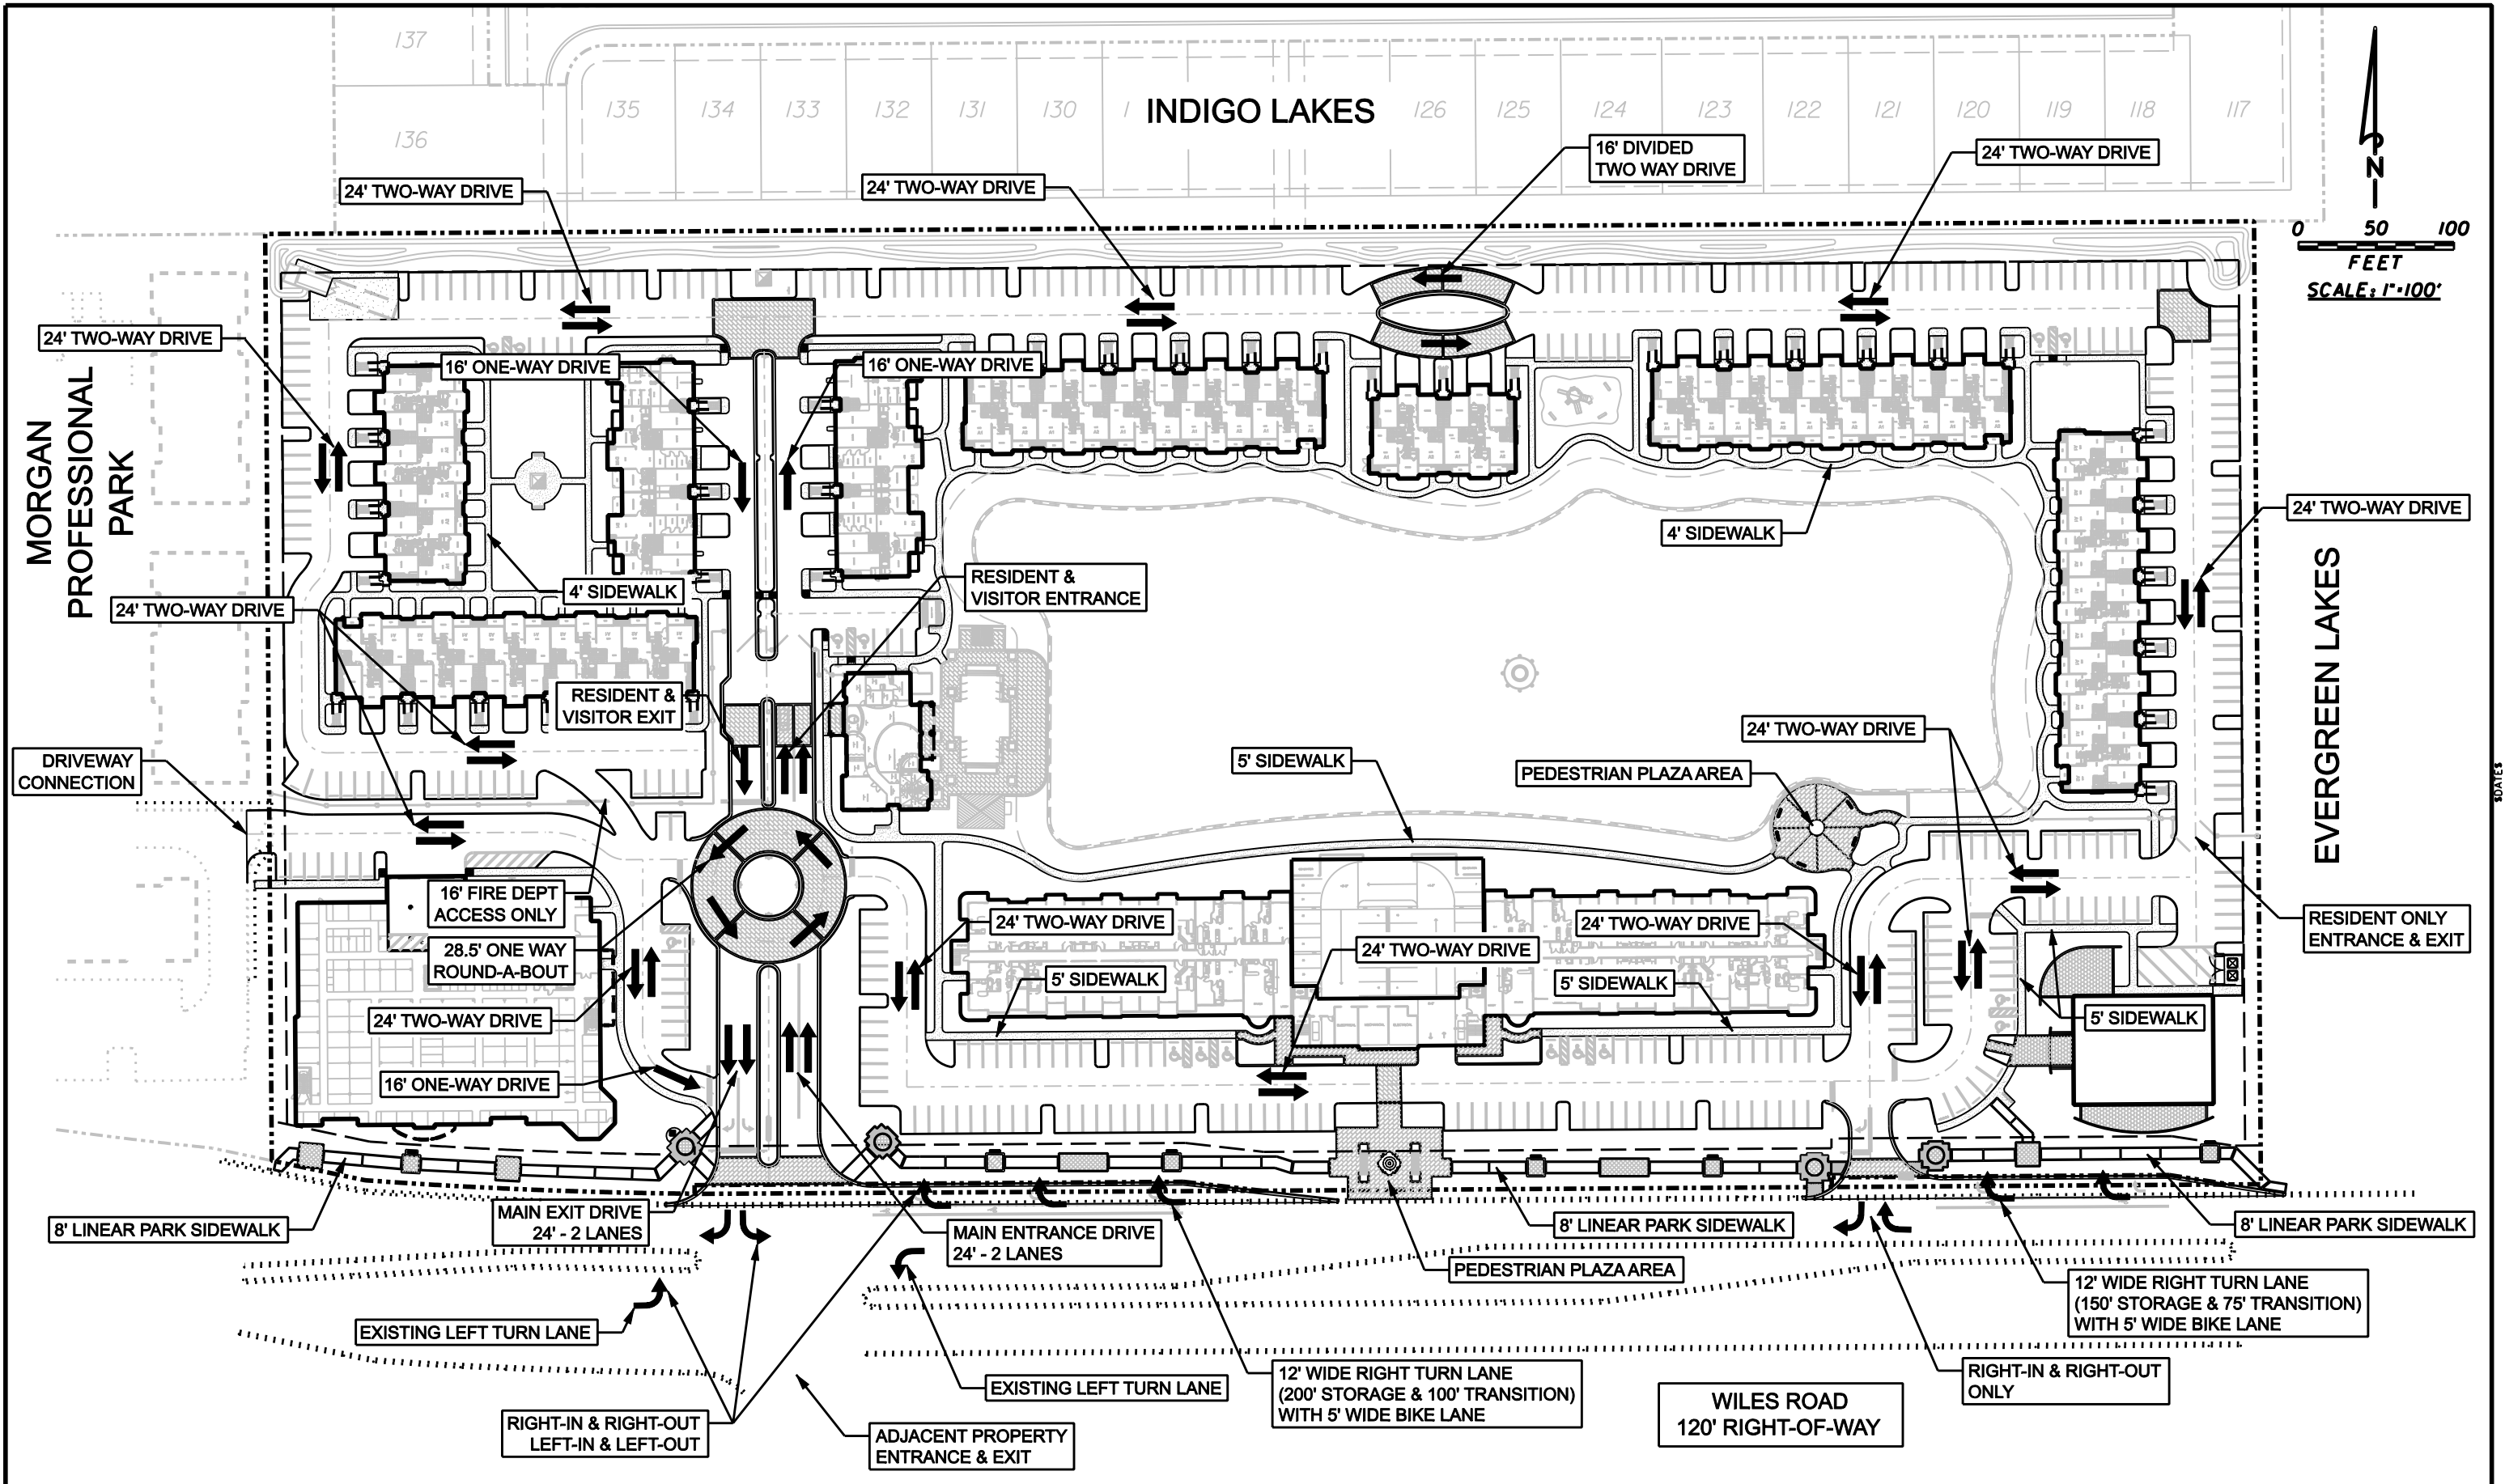 137
135
134
133
132
131
130
1
INDIGO LAKES
126
125
124
123
122
121
120
119
118
117
136
N
16' DIVIDED
TWO WAY DRIVE
24' TWO-WAY DRIVE
24' TWO-WAY DRIVE
24' TWO-WAY DRIVE
0 50 100
FEET
SCALE: 1"=100'
24' TWO-WAY DRIVE
16' ONE-WAY DRIVE
16' ONE-WAY DRIVE
MORGAN
PROFESSIONAL
PARK
24' TWO-WAY DRIVE
4' SIDEWALK
4' SIDEWALK
RESIDENT &
VISITOR ENTRANCE
24' TWO-WAY DRIVE
EVERGREEN LAKES
RESIDENT &
VISITOR EXIT
24' TWO-WAY DRIVE
DRIVEWAY
CONNECTION
5' SIDEWALK
PEDESTRIAN PLAZA AREA
$DATE$
16' FIRE DEPT
ACCESS ONLY
24' TWO-WAY DRIVE
24' TWO-WAY DRIVE
RESIDENT ONLY
ENTRANCE & EXIT
28.5' ONE WAY
ROUND-A-BOUT
24' TWO-WAY DRIVE
5' SIDEWALK
5' SIDEWALK
24' TWO-WAY DRIVE
5' SIDEWALK
16' ONE-WAY DRIVE
8' LINEAR PARK SIDEWALK
MAIN EXIT DRIVE
24' - 2 LANES
MAIN ENTRANCE DRIVE
24' - 2 LANES
8' LINEAR PARK SIDEWALK
8' LINEAR PARK SIDEWALK
PEDESTRIAN PLAZA AREA
12' WIDE RIGHT TURN LANE
(150' STORAGE & 75' TRANSITION)
WITH 5' WIDE BIKE LANE
EXISTING LEFT TURN LANE
EXISTING LEFT TURN LANE
12' WIDE RIGHT TURN LANE
(200' STORAGE & 100' TRANSITION)
WITH 5' WIDE BIKE LANE
RIGHT-IN & RIGHT-OUT
ONLY
WILES ROAD
120' RIGHT-OF-WAY
RIGHT-IN & RIGHT-OUT
LEFT-IN & LEFT-OUT
ADJACENT PROPERTY
ENTRANCE & EXIT